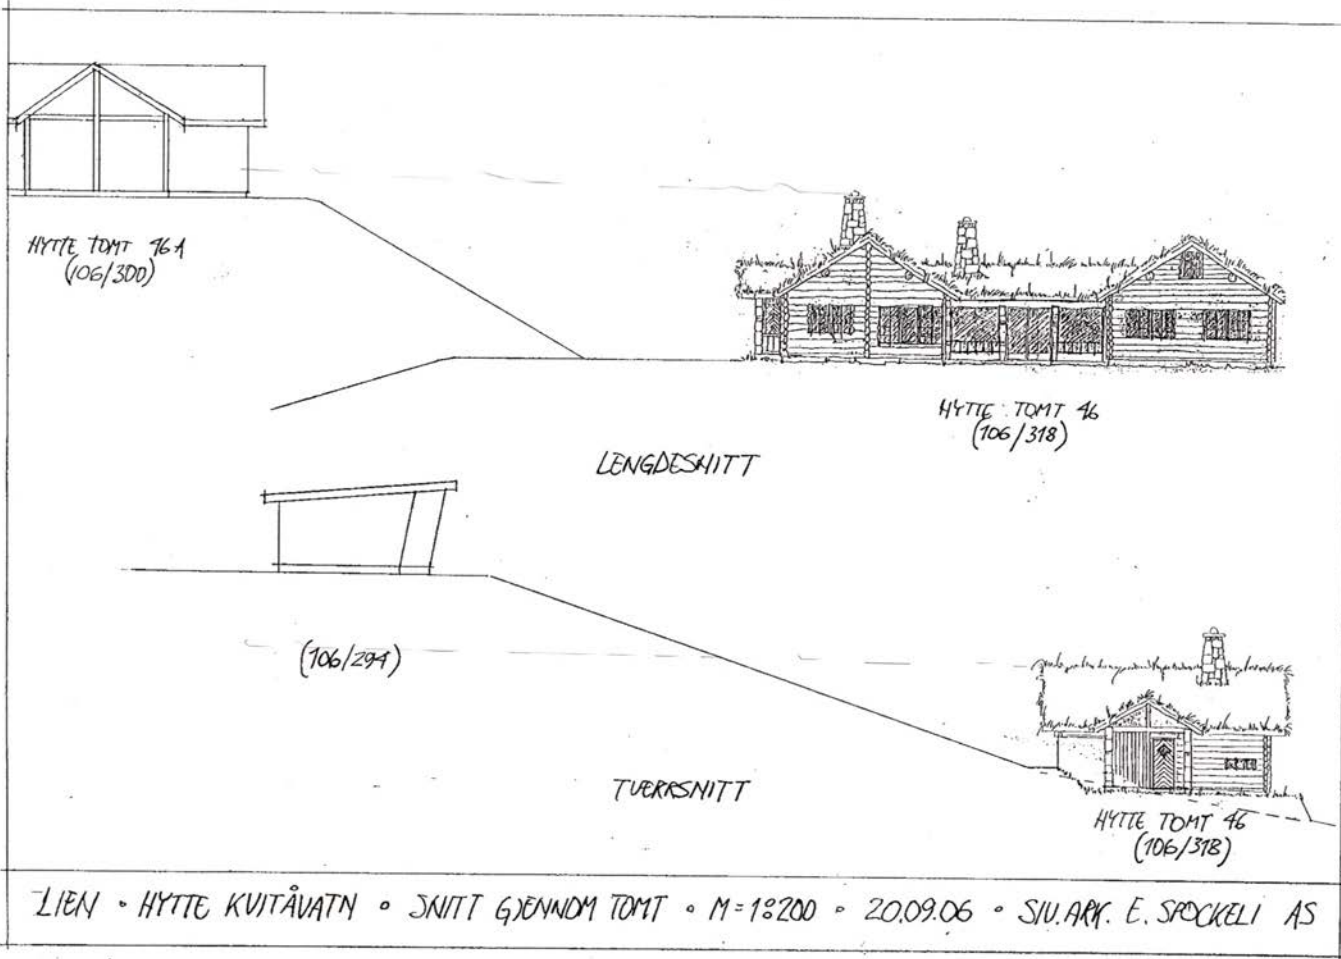 HYTTE TOMT 46A
(106/300)
HYTTE TOMT 46
(106/318)
LENGDESNITT
(106/294)
TVERRSNITT
HYTTE TOMT 46
(106/318)
LIEN • HYTTE KVITÅVATN • SNITT GJENNOM TOMT • M=1:200 • 20.09.06 • SIV.ARK. E. SPOCKELI AS